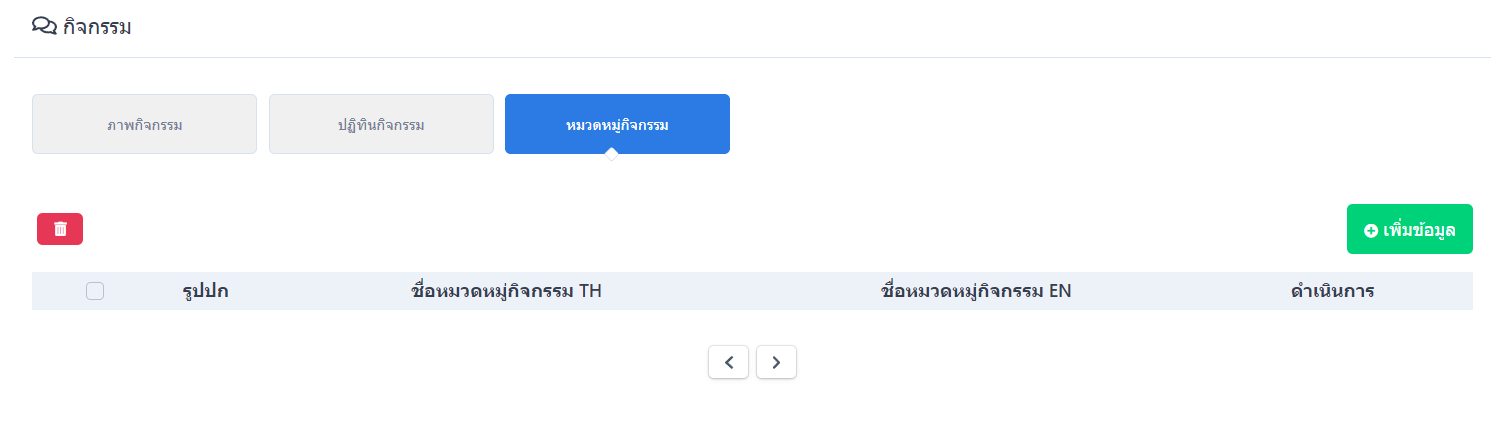 กิจกรรม
ภาพกิจกรรม ปฏิทินกิจกรรม หมวดหมู่กิจกรรม
เพิ่มข้อมูล
รูปปก ชื่อหมวดหมู่กิจกรรม TH ชื่อหมวดหมู่กิจกรรม EN ดำเนินการ